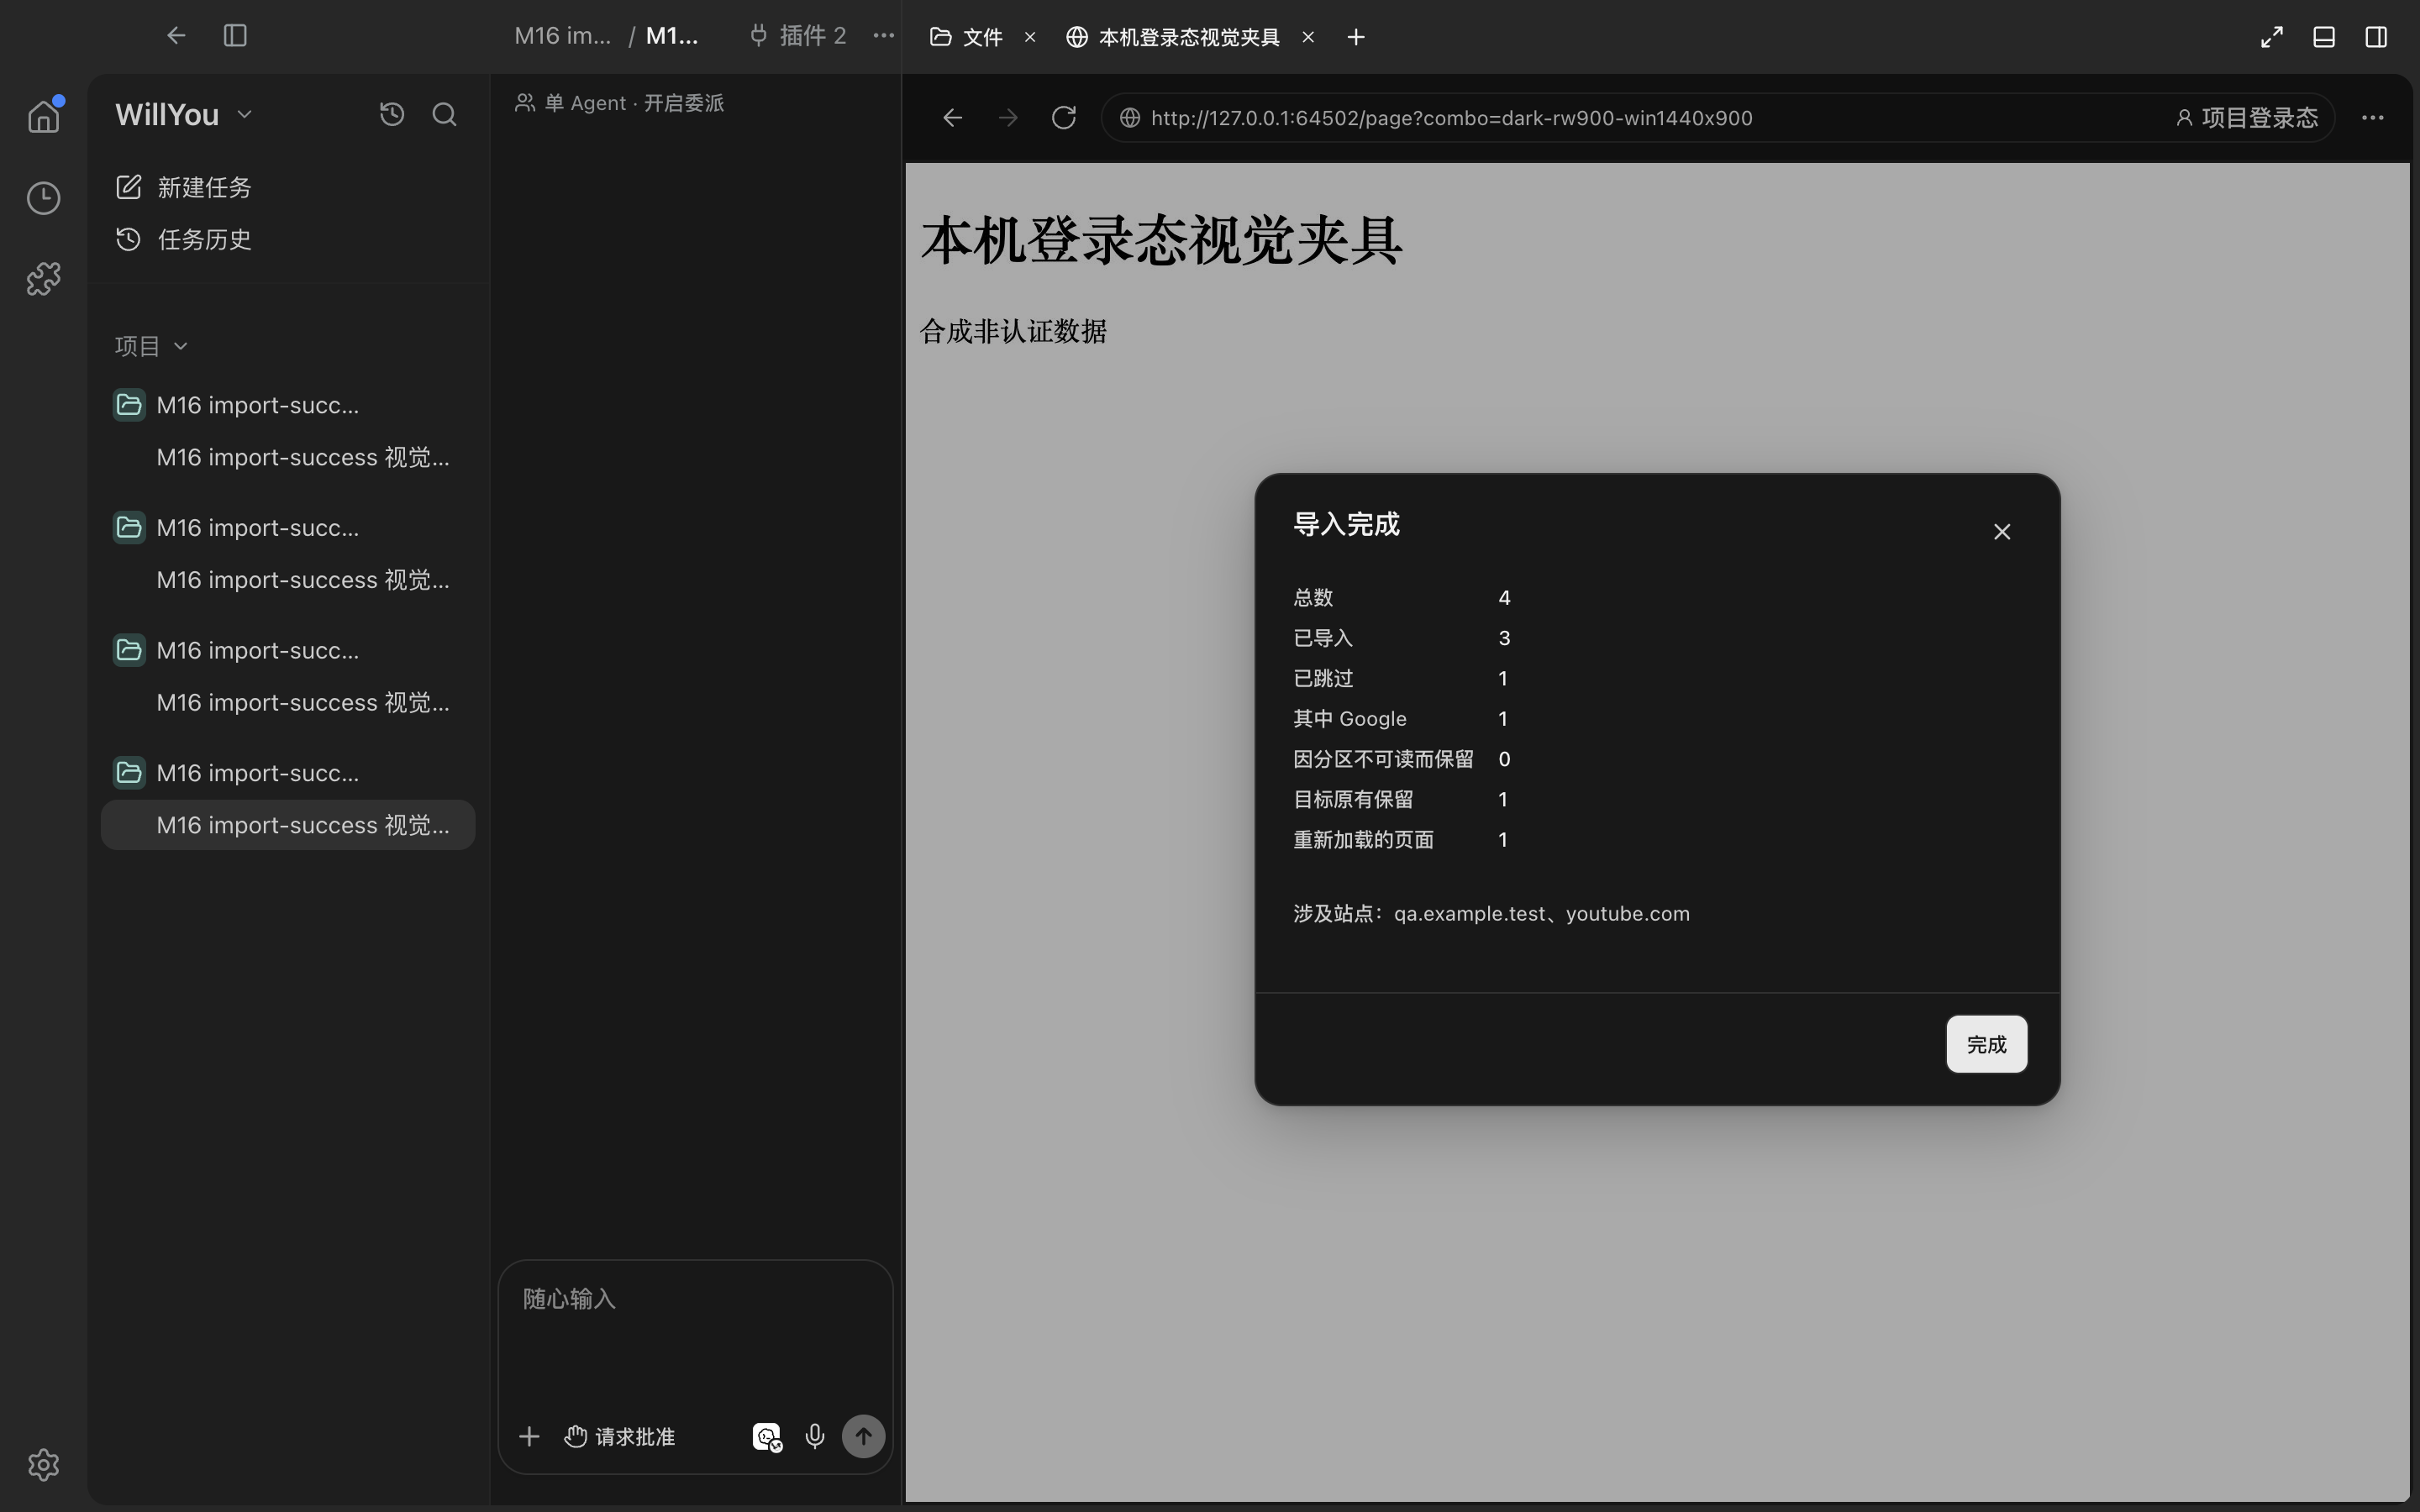 M16 im... / M1...
插件 2
文件
本机登录态视觉夹具
WillYou
新建任务
任务历史
项目
M16 import-succ...
M16 import-success 视觉...
M16 import-succ...
M16 import-success 视觉...
M16 import-succ...
M16 import-success 视觉...
M16 import-succ...
M16 import-success 视觉...
单 Agent · 开启委派
随心输入
请求批准
http://127.0.0.1:64502/page?combo=dark-rw900-win1440x900
项目登录态
本机登录态视觉夹具
合成非认证数据
导入完成
总数 4
已导入 3
已跳过 1
其中 Google 1
因分区不可读而保留 0
目标原有保留 1
重新加载的页面 1
涉及站点：qa.example.test、youtube.com
完成